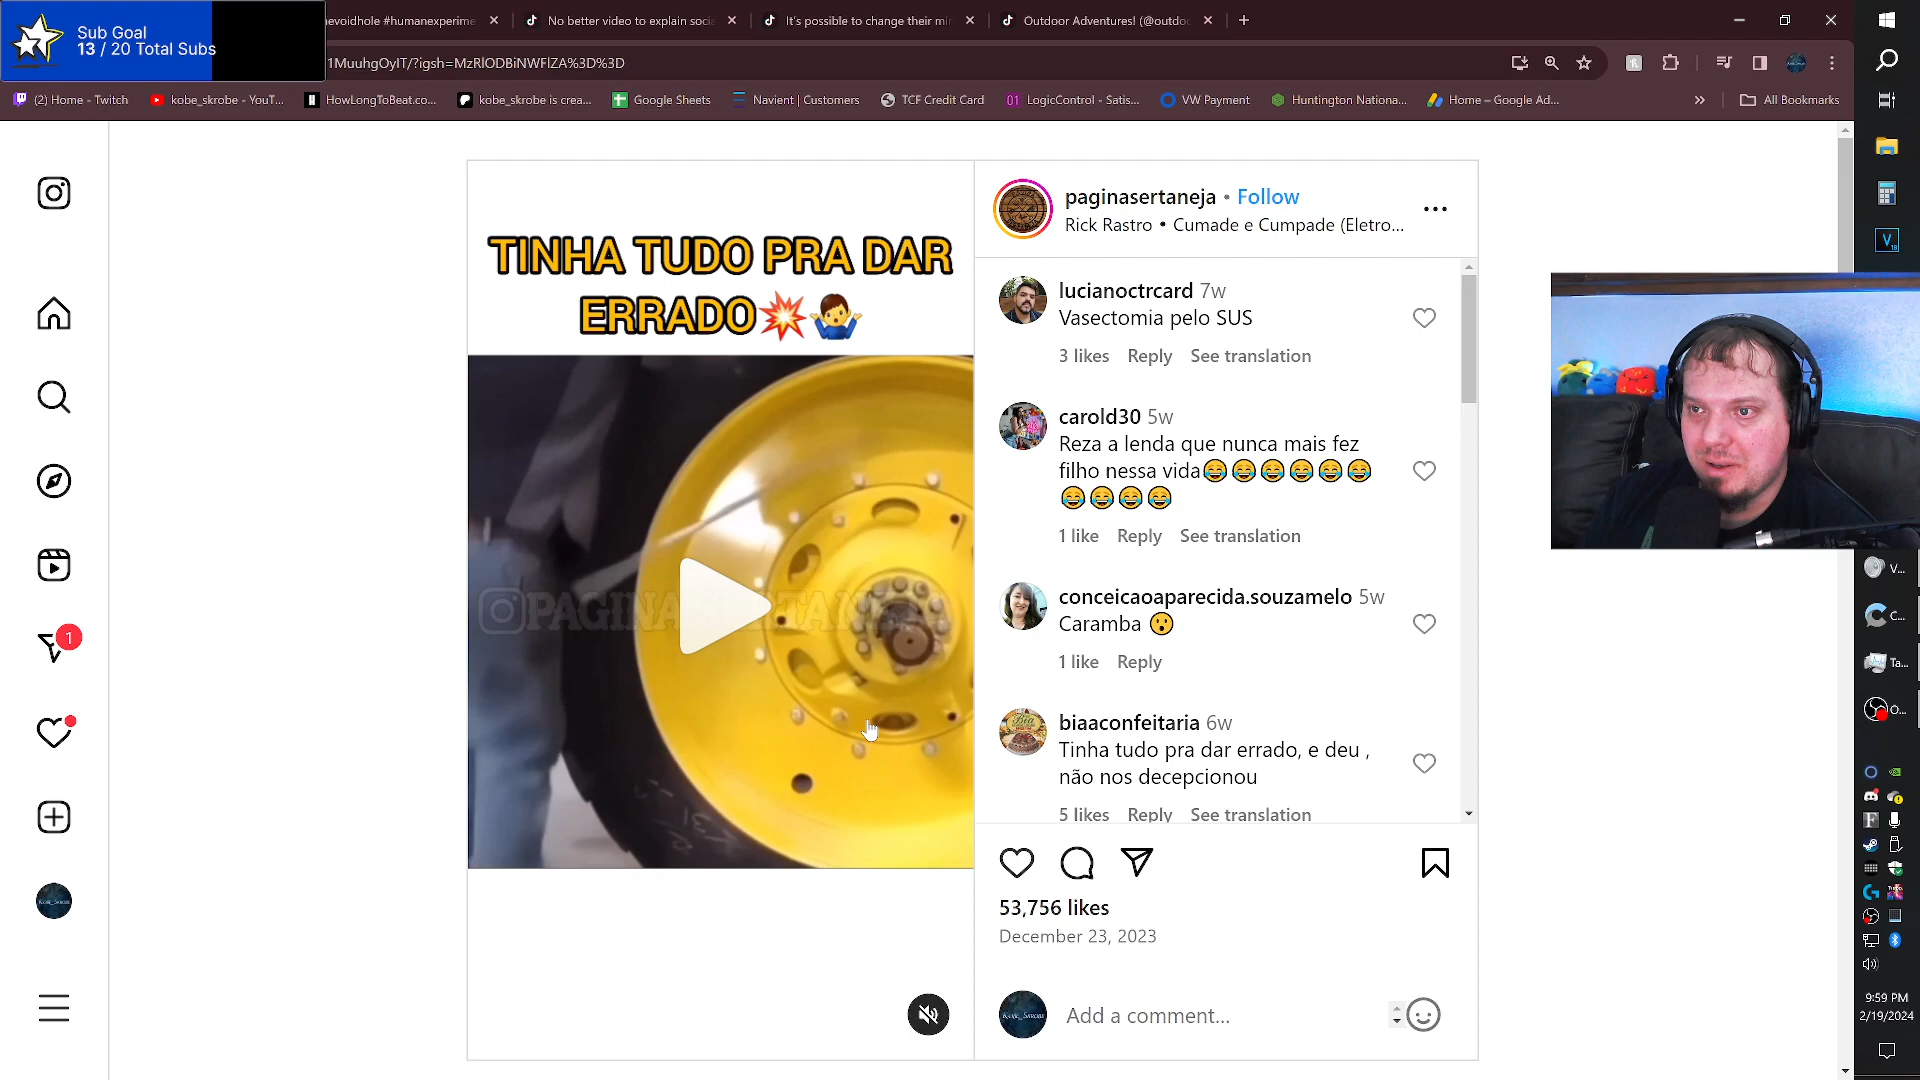 Sub Goal
13 / 20 Total Subs
evoidhole #humanexperime
No better video to explain socia
It's possible to change their mi
Outdoor Adventures! (@outdo
1MuuhgOyIT/?igsh=MzRlODBiNWFlZA%3D%3D
(2) Home - Twitch
kobe_skrobe - YouT...
HowLongToBeat.co...
kobe_skrobe is crea...
Google Sheets
Navient | Customers
TCF Credit Card
01 LogicControl - Satis...
VW Payment
Huntington Nationa...
Home – Google Ad...
All Bookmarks
TINHA TUDO PRA DAR
ERRADO💥🤷‍♂️
paginasertaneja • Follow
Rick Rastro • Cumade e Cumpade (Eletro...
lucianoctrcard 7w
Vasectomia pelo SUS
3 likes Reply See translation
carold30 5w
Reza a lenda que nunca mais fez
filho nessa vida😂😂😂😂😂😂
😂😂😂😂
1 like Reply See translation
conceicaoaparecida.souzamelo 5w
Caramba 😮
1 like Reply
biaaconfeitaria 6w
Tinha tudo pra dar errado, e deu ,
não nos decepcionou
5 likes Reply See translation
53,756 likes
December 23, 2023
Add a comment...
1
V...
C...
Ta...
O...
9:59 PM
2/19/2024